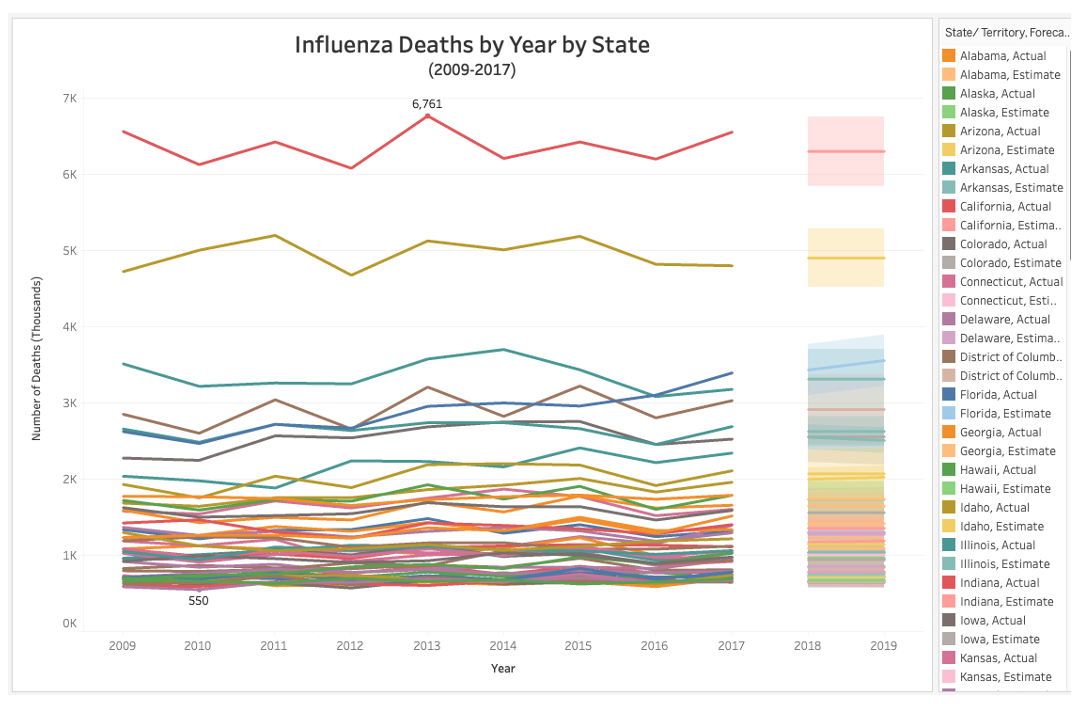 Influenza Deaths by Year by State
(2009-2017)
7K
6K
5K
4K
3K
2K
1K
0K
Number of Deaths (Thousands)
6,761
550
2009 2010 2011 2012 2013 2014 2015 2016 2017 2018 2019
Year
State/ Territory, Foreca..
Alabama, Actual
Alabama, Estimate
Alaska, Actual
Alaska, Estimate
Arizona, Actual
Arizona, Estimate
Arkansas, Actual
Arkansas, Estimate
California, Actual
California, Estima..
Colorado, Actual
Colorado, Estimate
Connecticut, Actual
Connecticut, Esti..
Delaware, Actual
Delaware, Estima..
District of Columb..
District of Columb..
Florida, Actual
Florida, Estimate
Georgia, Actual
Georgia, Estimate
Hawaii, Actual
Hawaii, Estimate
Idaho, Actual
Idaho, Estimate
Illinois, Actual
Illinois, Estimate
Indiana, Actual
Indiana, Estimate
Iowa, Actual
Iowa, Estimate
Kansas, Actual
Kansas, Estimate